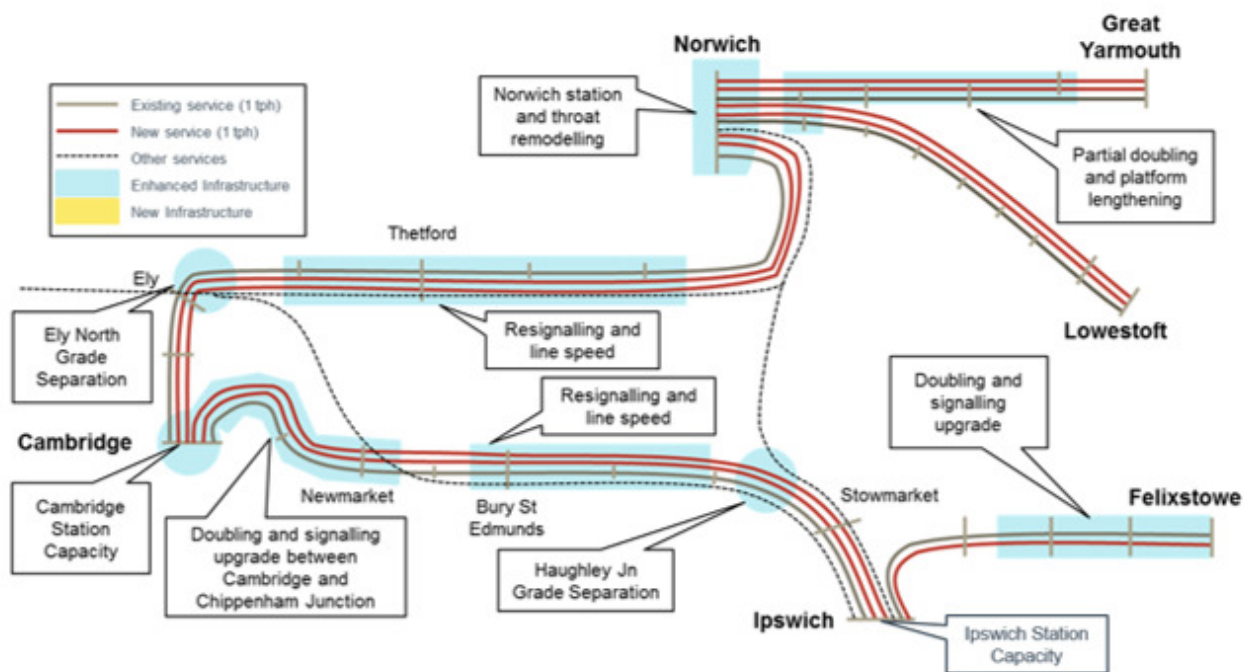 Norwich
Great
Yarmouth
Existing service (1 tph)
New service (1 tph)
Other services
Enhanced Infrastructure
New Infrastructure
Norwich station
and throat
remodelling
Partial doubling
and platform
lengthening
Thetford
Ely
Ely North
Grade
Separation
Resignalling and
line speed
Lowestoft
Resignalling and
line speed
Doubling and
signalling
upgrade
Cambridge
Cambridge
Station
Capacity
Newmarket
Doubling and signalling
upgrade between
Cambridge and
Chippenham Junction
Bury St
Edmunds
Stowmarket
Felixstowe
Haughley Jn
Grade Separation
Ipswich
Ipswich Station
Capacity